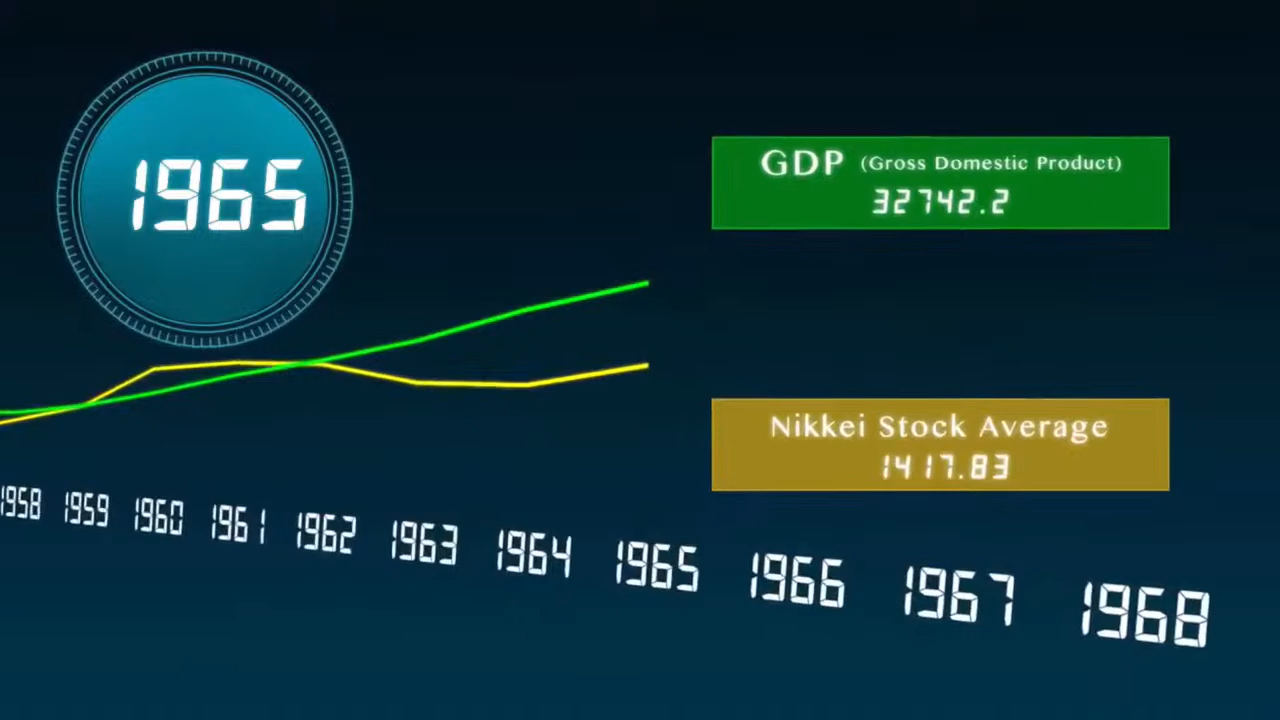 1965
GDP (Gross Domestic Product)
32742.2
Nikkei Stock Average
1417.83
1958 1959 1960 1961 1962 1963 1964 1965 1966 1967 1968